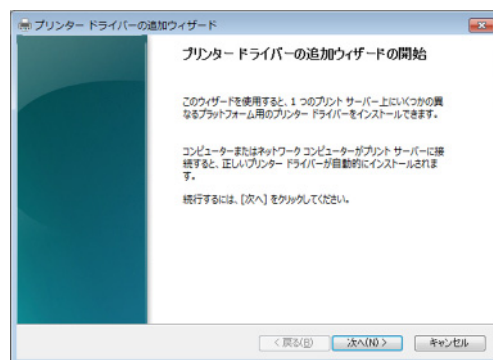 プリンター ドライバーの追加ウィザード
プリンター ドライバーの追加ウィザードの開始
このウィザードを使用すると、1 つのプリント サーバー上にいくつかの異
なるプラットフォーム用のプリンター ドライバーをインストールできます。
コンピューターまたはネットワーク コンピューターがプリント サーバーに接
続すると、正しいプリンター ドライバーが自動的にインストールされま
す。
続行するには、[次へ] をクリックしてください。
< 戻る(B) 次へ(N) > キャンセル